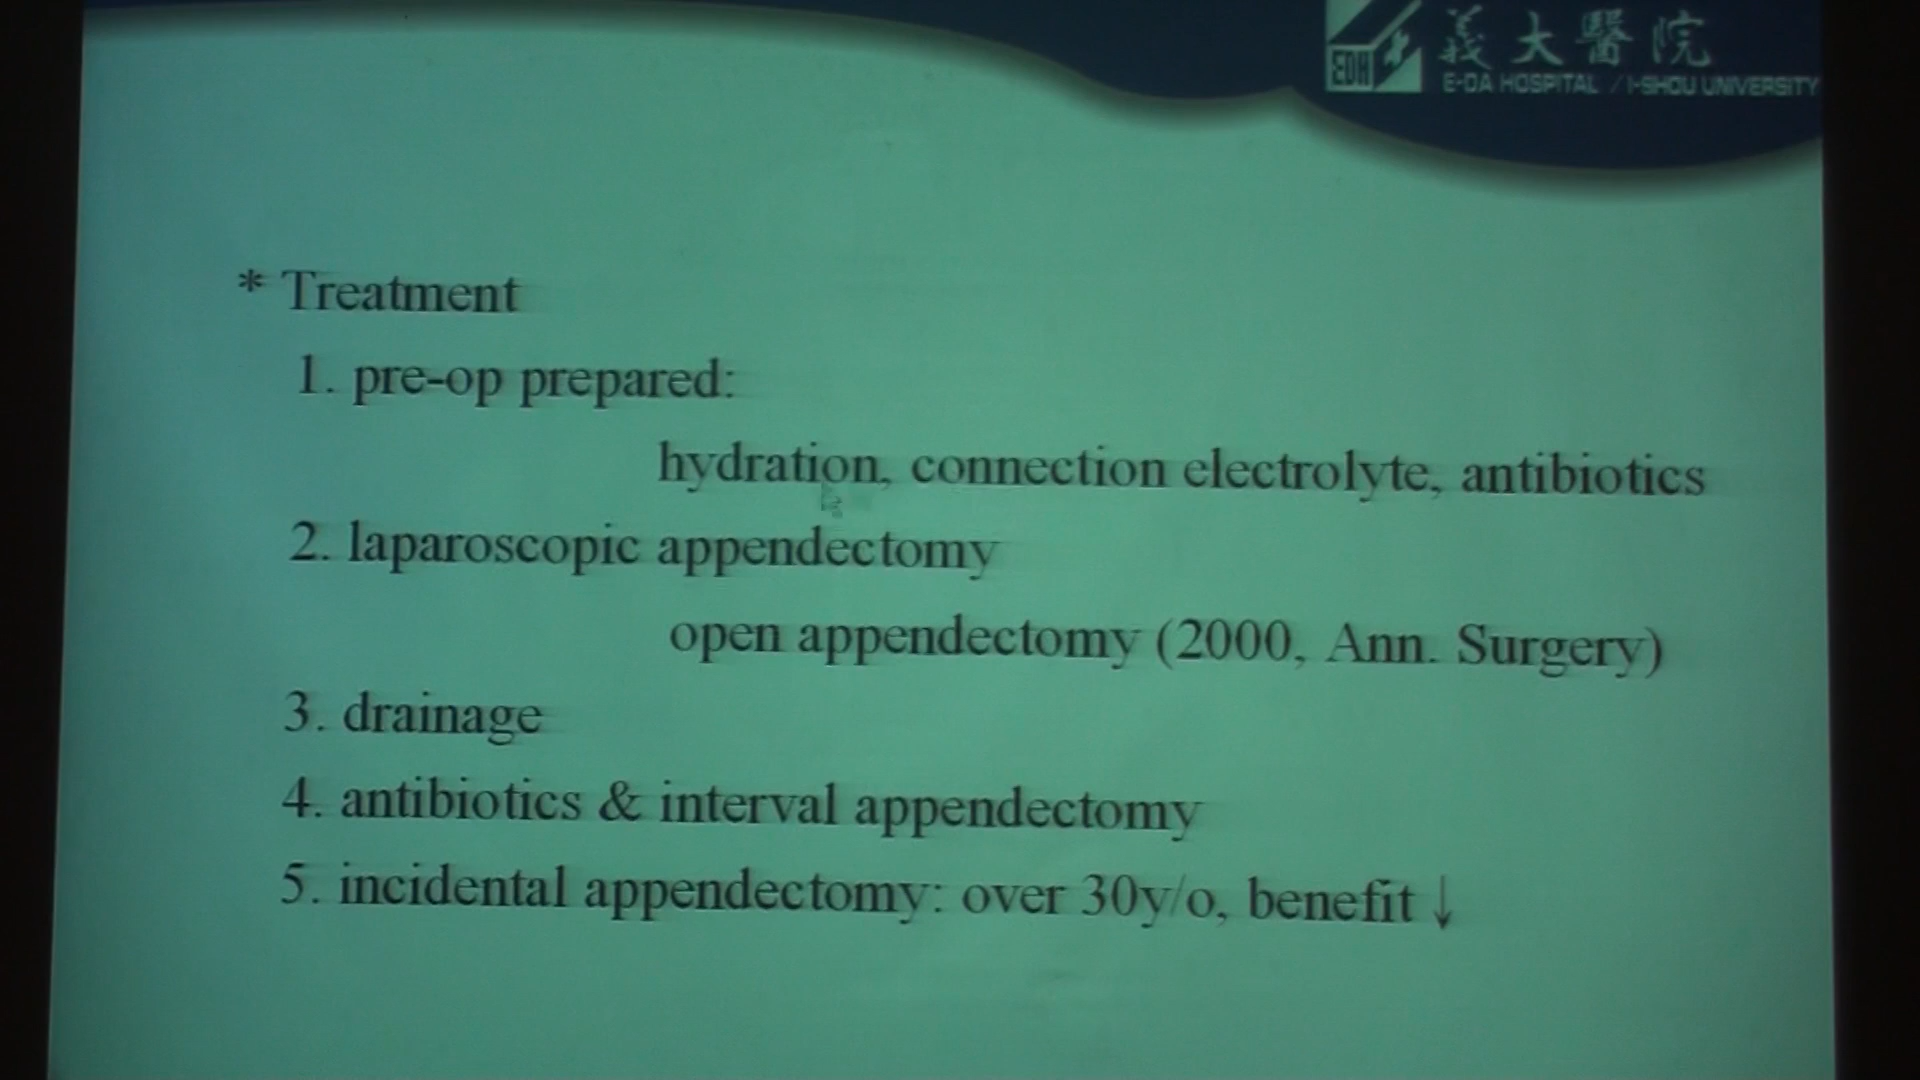 義大醫院
EDH
E-DA HOSPITAL / I-SHOU UNIVERSITY
* Treatment
1. pre-op prepared:
hydration, connection electrolyte, antibiotics
2. laparoscopic appendectomy
open appendectomy (2000, Ann. Surgery)
3. drainage
4. antibiotics & interval appendectomy
5. incidental appendectomy: over 30y/o, benefit ↓